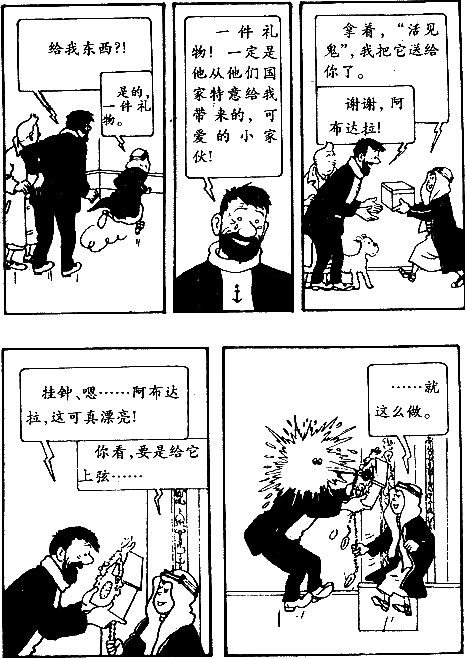 给我东西?!
是的,
一件礼
物。
一件礼
物!一定是
他从他们国
家特意给我
带来的,可
爱的小家
伙!
拿着,“活见
鬼”,我把它送给
你了。
谢谢,阿
布达拉!
挂钟、嗯……阿布达
拉,这可真漂亮!
你看,要是给它
上弦……
……就
这么做。